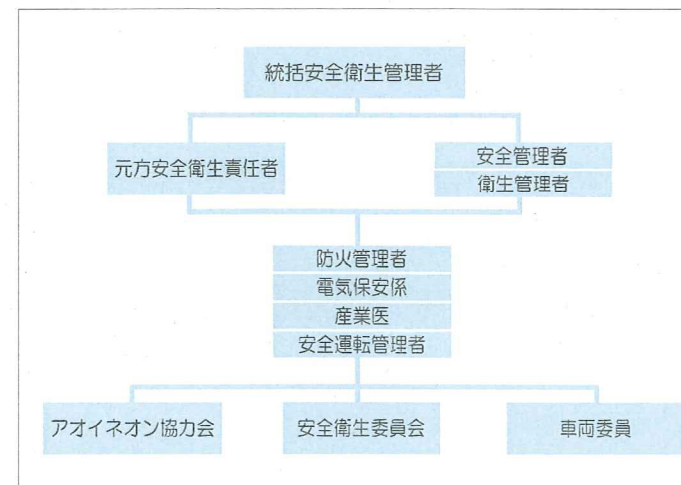 統括安全衛生管理者
元方安全衛生責任者
安全管理者
衛生管理者
防火管理者
電気保安係
産業医
安全運転管理者
アオイネオン協力会
安全衛生委員会
車両委員